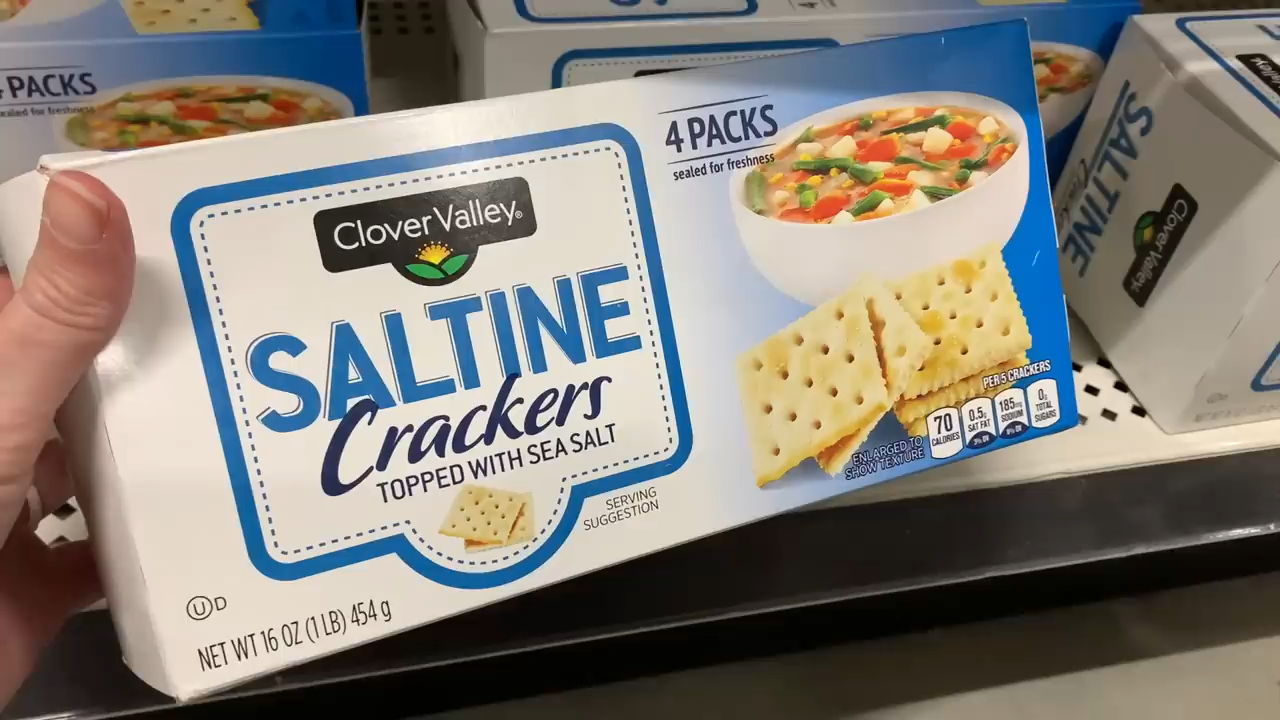 4 PACKS
sealed for freshness
Clover Valley®
SALTINE
Crackers
TOPPED WITH SEA SALT
SERVING
SUGGESTION
UD
NET WT 16 OZ (1 LB) 454 g
4 PACKS
sealed for freshness
PER 5 CRACKERS
70
CALORIES
0.5g
SAT FAT
3% DV
185mg
SODIUM
8% DV
0g
TOTAL
SUGARS
ENLARGED TO
SHOW TEXTURE
SALTINE
Clover Valley